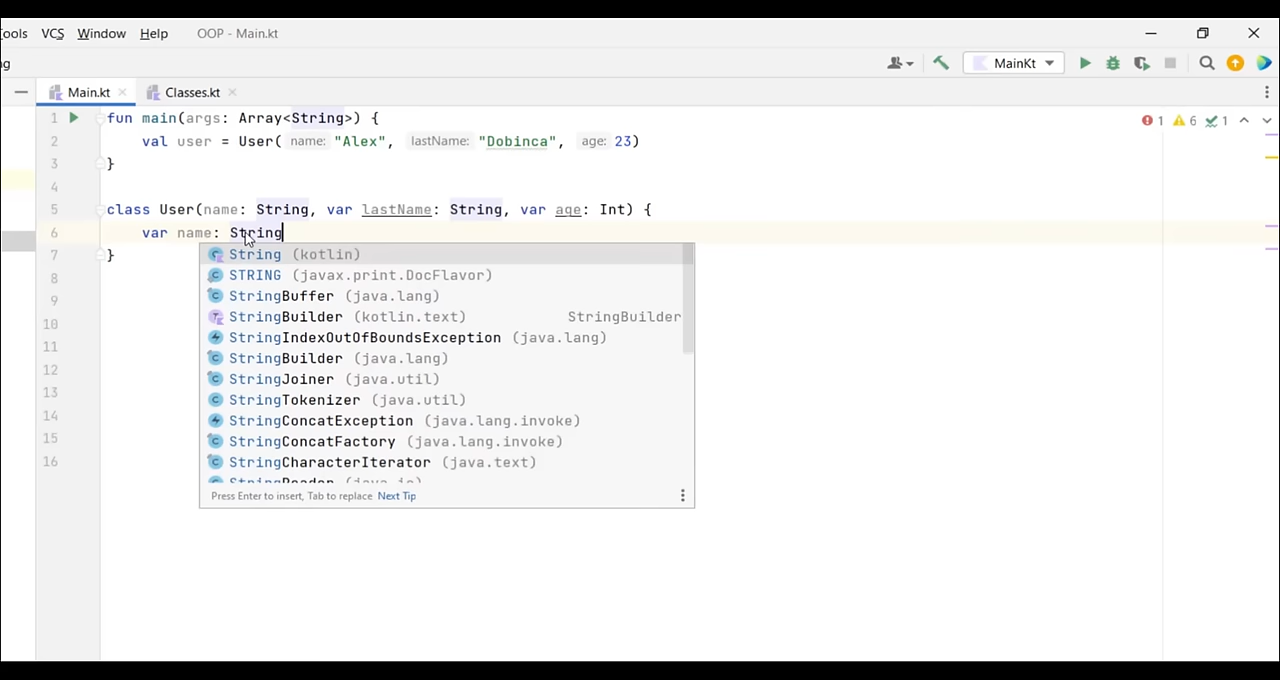 ools VCS Window Help OOP - Main.kt
ng MainKt
Main.kt Classes.kt
1 fun main(args: Array<String>) { 1 6 1
2 val user = User( name: "Alex", lastName: "Dobinca", age: 23)
3 }
4
5 class User(name: String, var lastName: String, var age: Int) {
6 var name: String
7 }
8 String (kotlin)
STRING (javax.print.DocFlavor)
9 StringBuffer (java.lang)
10 StringBuilder (kotlin.text) StringBuilder
11 StringIndexOutOfBoundsException (java.lang)
12 StringBuilder (java.lang)
13 StringJoiner (java.util)
14 StringTokenizer (java.util)
StringConcatException (java.lang.invoke)
15 StringConcatFactory (java.lang.invoke)
16 StringCharacterIterator (java.text)
StringReader (java.io)
Press Enter to insert, Tab to replace Next Tip